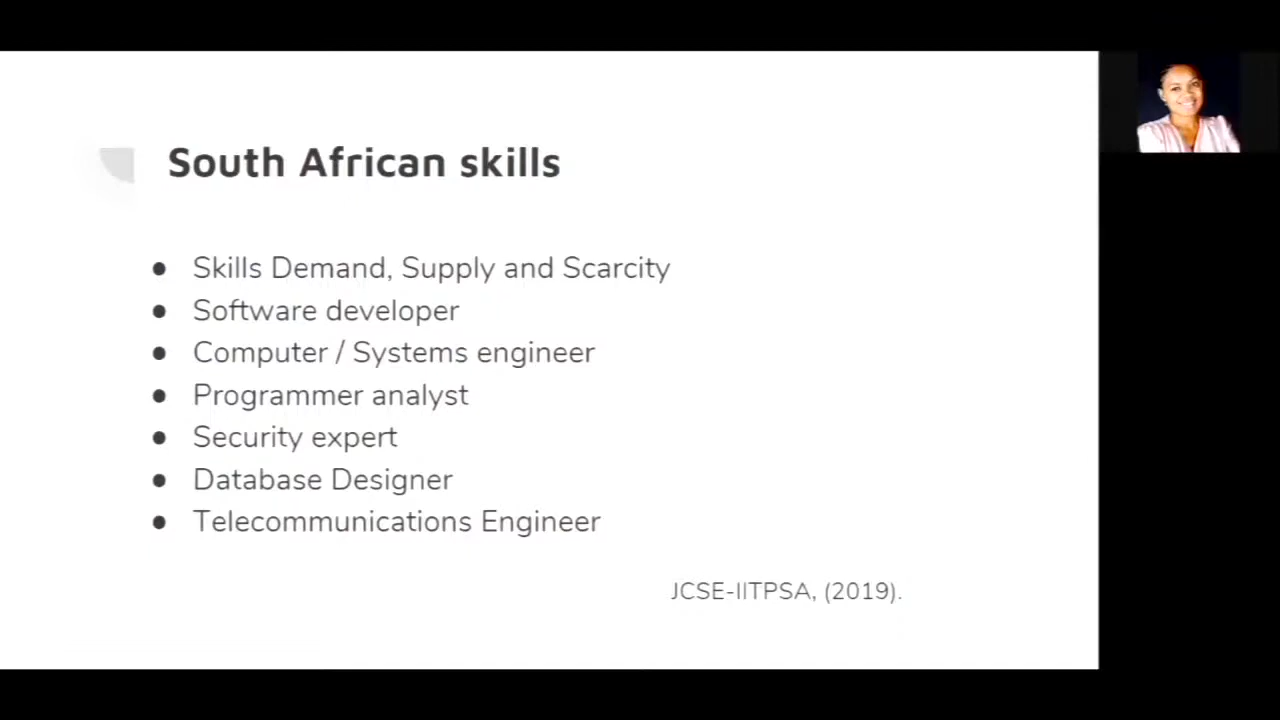 South African skills
● Skills Demand, Supply and Scarcity
● Software developer
● Computer / Systems engineer
● Programmer analyst
● Security expert
● Database Designer
● Telecommunications Engineer
JCSE-IITPSA, (2019).